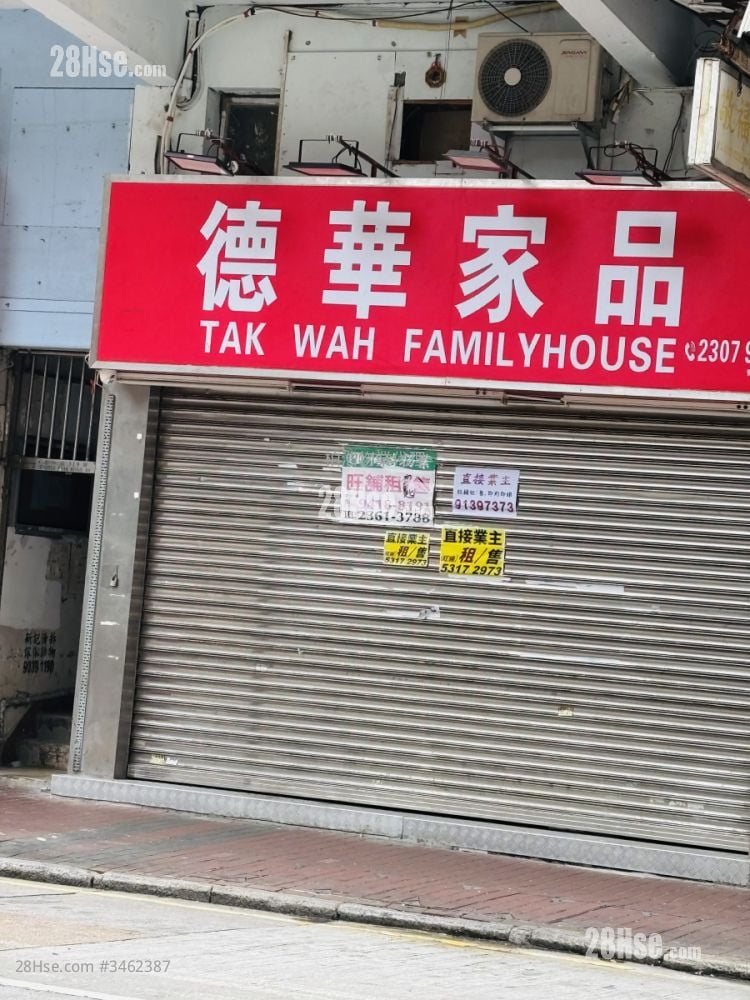 28Hse.com
德華家品
TAK WAH FAMILYHOUSE
2307 9
旺舖租
2361-3786
直接業主
91397373
直接業主
租/售
5317 2973
直接業主
租/售
5317 2973
28Hse.com
28Hse.com #3462387